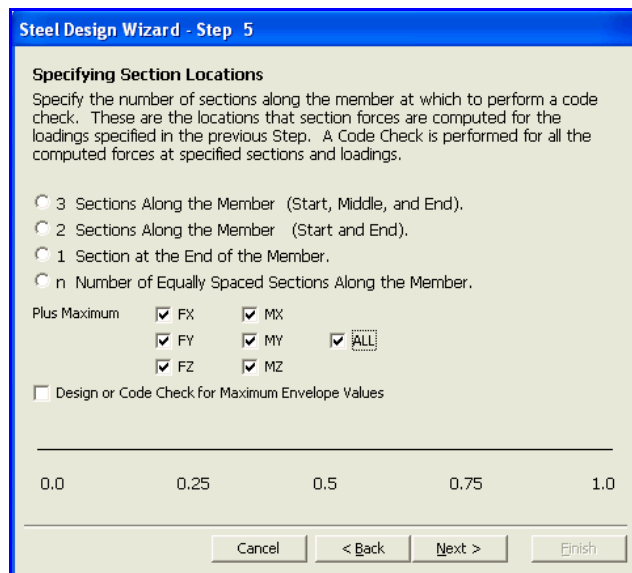 Steel Design Wizard - Step 5
Specifying Section Locations
Specify the number of sections along the member at which to perform a code
check. These are the locations that section forces are computed for the
loadings specified in the previous Step. A Code Check is performed for all the
computed forces at specified sections and loadings.
3 Sections Along the Member (Start, Middle, and End).
2 Sections Along the Member (Start and End).
1 Section at the End of the Member.
n Number of Equally Spaced Sections Along the Member.
Plus Maximum FX MX
FY MY ALL
FZ MZ
Design or Code Check for Maximum Envelope Values
0.0 0.25 0.5 0.75 1.0
Cancel < Back Next > Finish